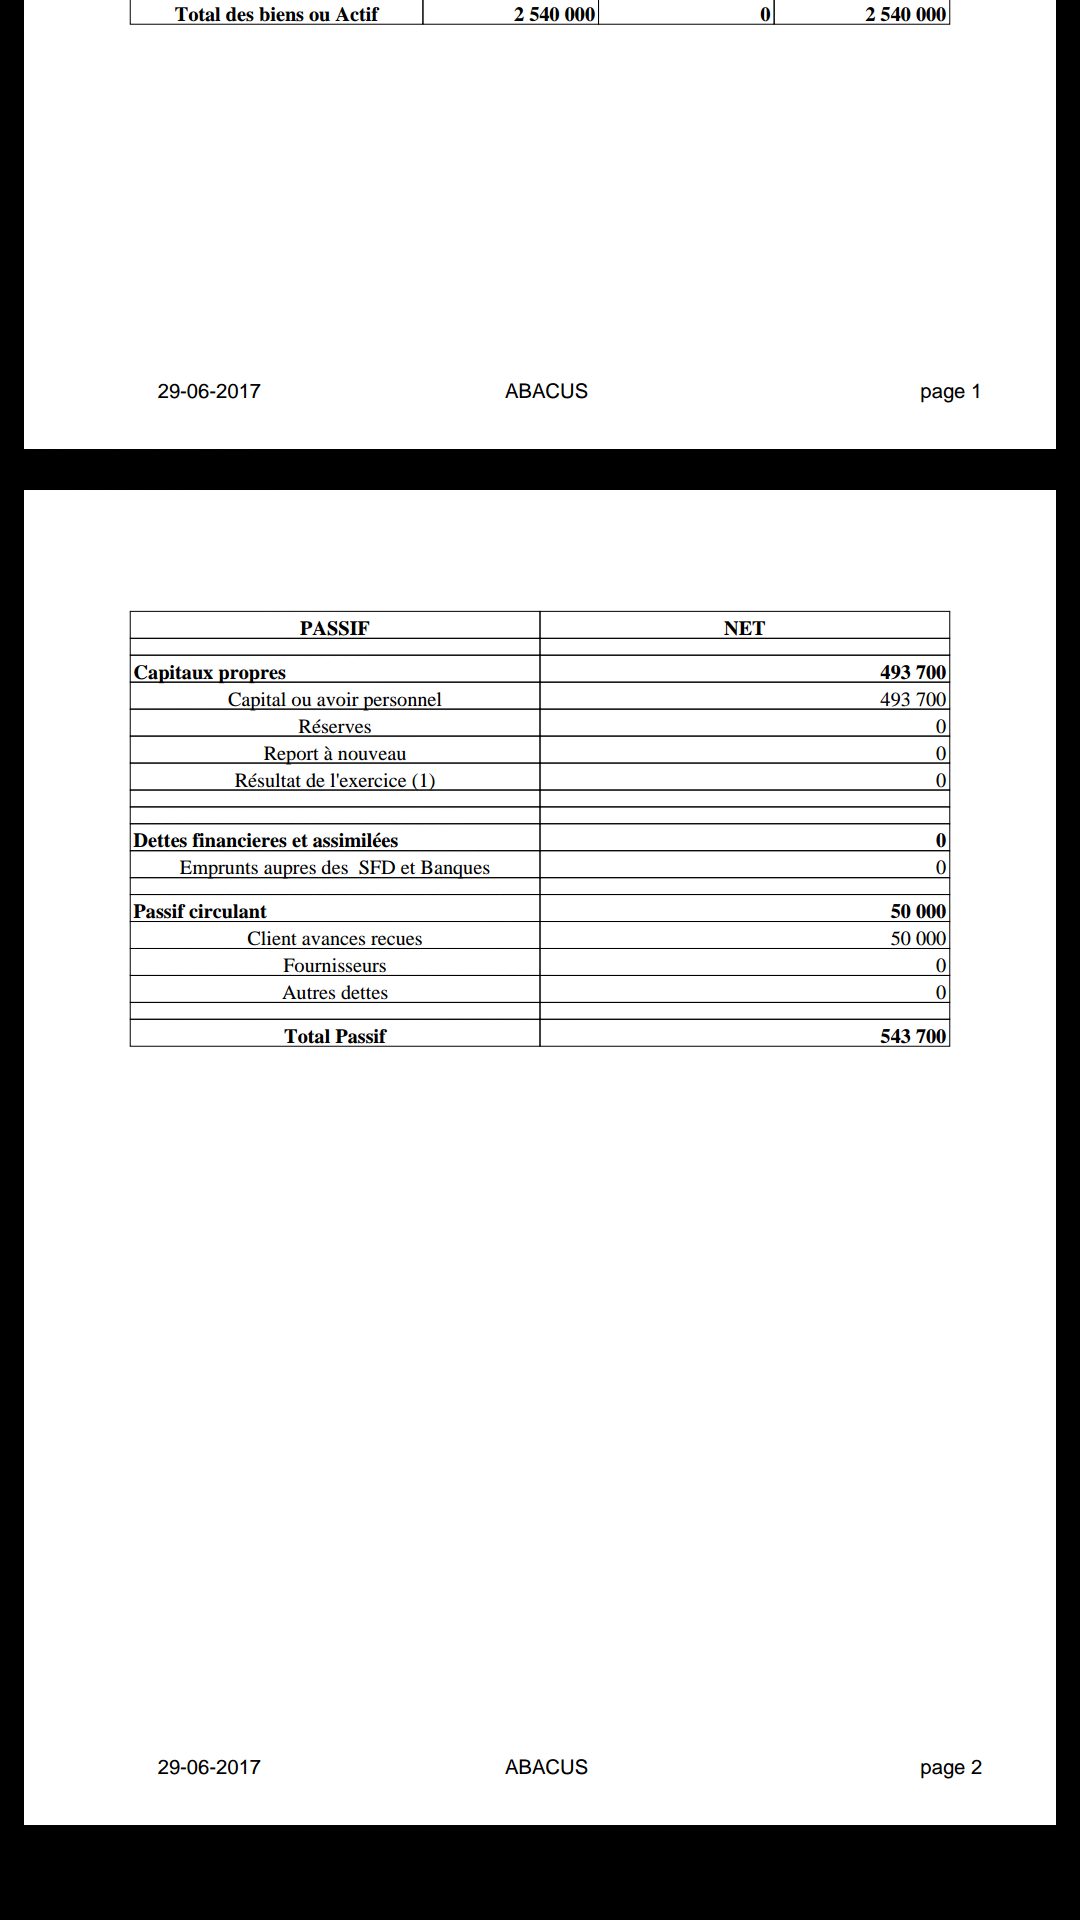 Total des biens ou Actif 2 540 000 0 2 540 000
29-06-2017 ABACUS page 1
PASSIF NET
Capitaux propres 493 700
Capital ou avoir personnel 493 700
Réserves 0
Report à nouveau 0
Résultat de l'exercice (1) 0
Dettes financieres et assimilées 0
Emprunts aupres des SFD et Banques 0
Passif circulant 50 000
Client avances recues 50 000
Fournisseurs 0
Autres dettes 0
Total Passif 543 700
29-06-2017 ABACUS page 2